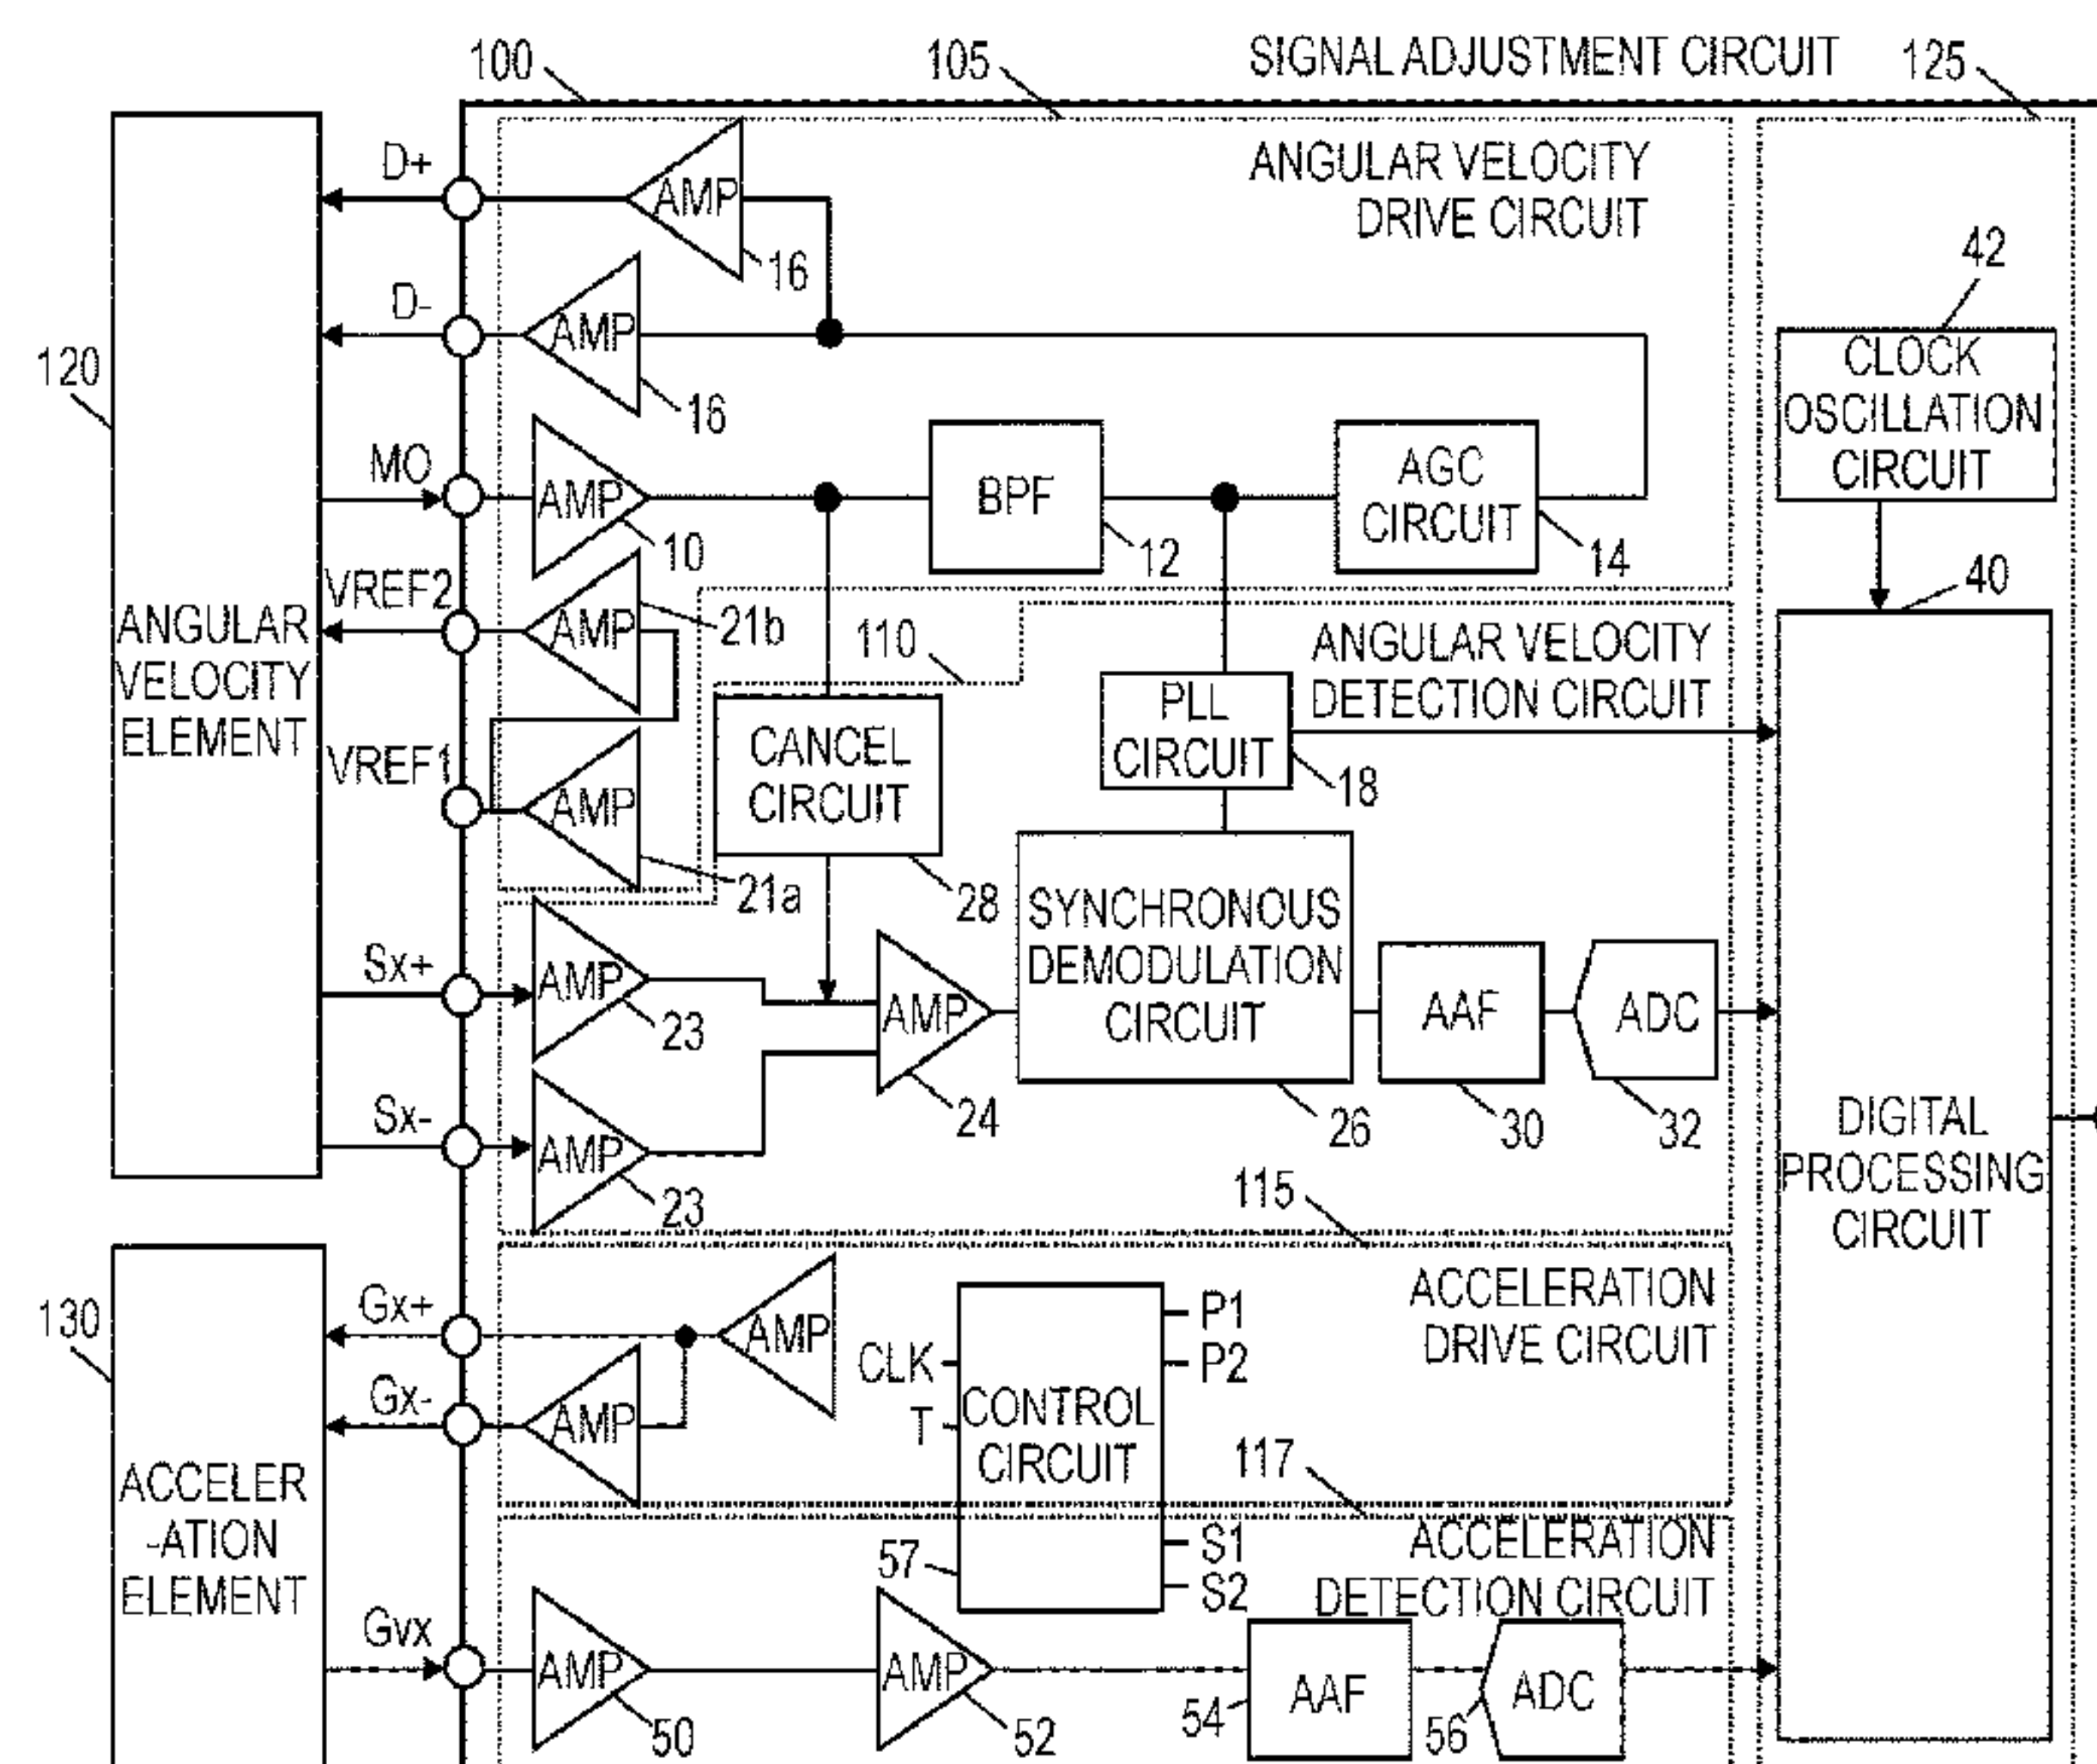 100
105
SIGNAL ADJUSTMENT CIRCUIT
125
D+
AMP
16
ANGULAR VELOCITY
DRIVE CIRCUIT
D-
AMP
16
42
CLOCK
OSCILLATION
CIRCUIT
120
MO
AMP
10
BPF
12
AGC
CIRCUIT
14
40
ANGULAR
VELOCITY
ELEMENT
VREF2
AMP
21b
110
ANGULAR VELOCITY
DETECTION CIRCUIT
PLL
CIRCUIT
18
VREF1
AMP
21a
CANCEL
CIRCUIT
28
SYNCHRONOUS
DEMODULATION
CIRCUIT
26
Sx+
AMP
23
AMP
24
AAF
30
ADC
32
Sx-
AMP
23
DIGITAL
PROCESSING
CIRCUIT
115
130
Gx+
AMP
ACCELERATION
DRIVE CIRCUIT
Gx-
AMP
CLK
T
CONTROL
CIRCUIT
P1
P2
S1
S2
57
117
ACCELER
-ATION
ELEMENT
ACCELERATION
DETECTION CIRCUIT
Gvx
AMP
50
AMP
52
AAF
54
ADC
56